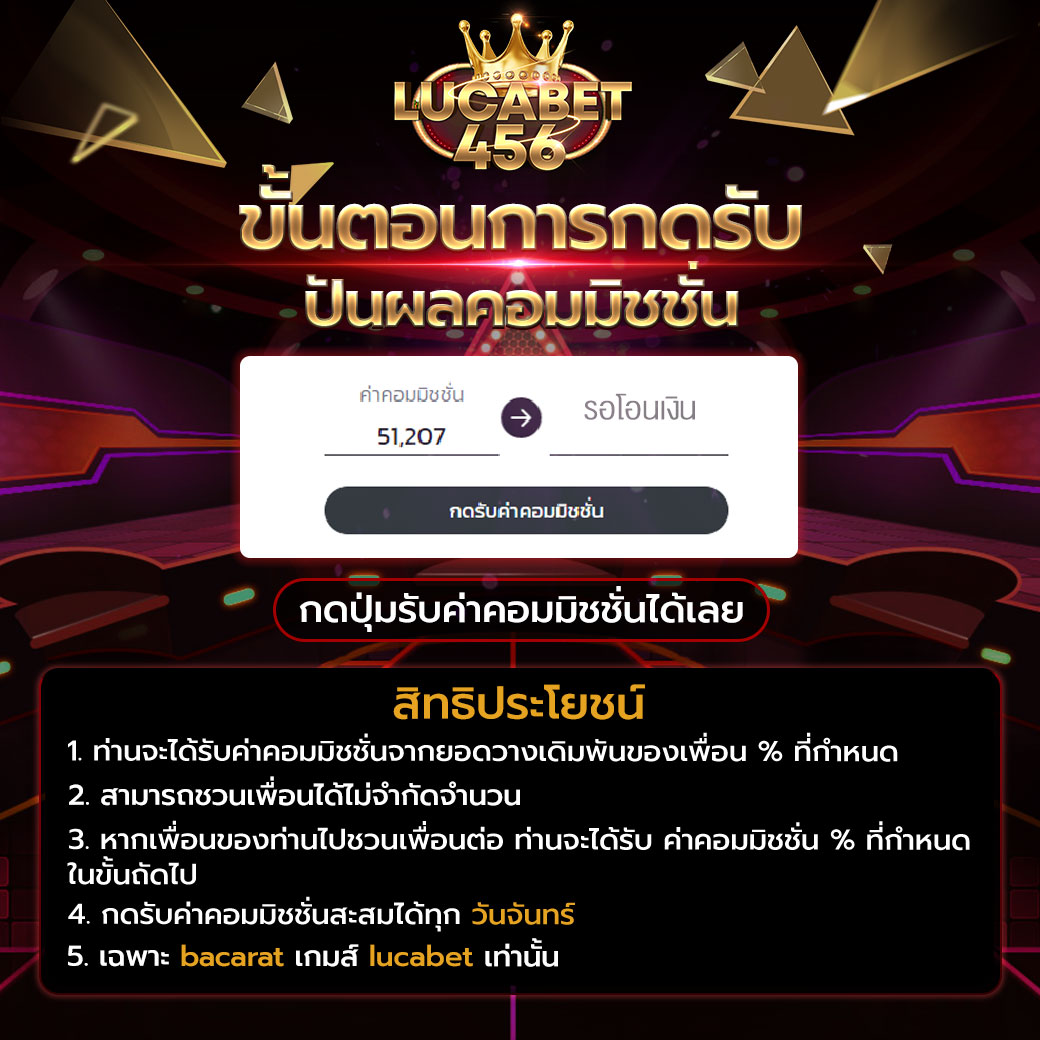 LUCABET
456
ขั้นตอนการกดรับ
ปันผลคอมมิชชั่น
ค่าคอมมิชชั่น
51,207
รอโอนเงิน
กดรับค่าคอมมิชชั่น
กดปุ่มรับค่าคอมมิชชั่นได้เลย
สิทธิประโยชน์
1. ท่านจะได้รับค่าคอมมิชชั่นจากยอดวางเดิมพันของเพื่อน % ที่กำหนด
2. สามารถชวนเพื่อนได้ไม่จำกัดจำนวน
3. หากเพื่อนของท่านไปชวนเพื่อนต่อ ท่านจะได้รับ ค่าคอมมิชชั่น % ที่กำหนด
ในขั้นถัดไป
4. กดรับค่าคอมมิชชั่นสะสมได้ทุก วันจันทร์
5. เฉพาะ bacarat เกมส์ lucabet เท่านั้น